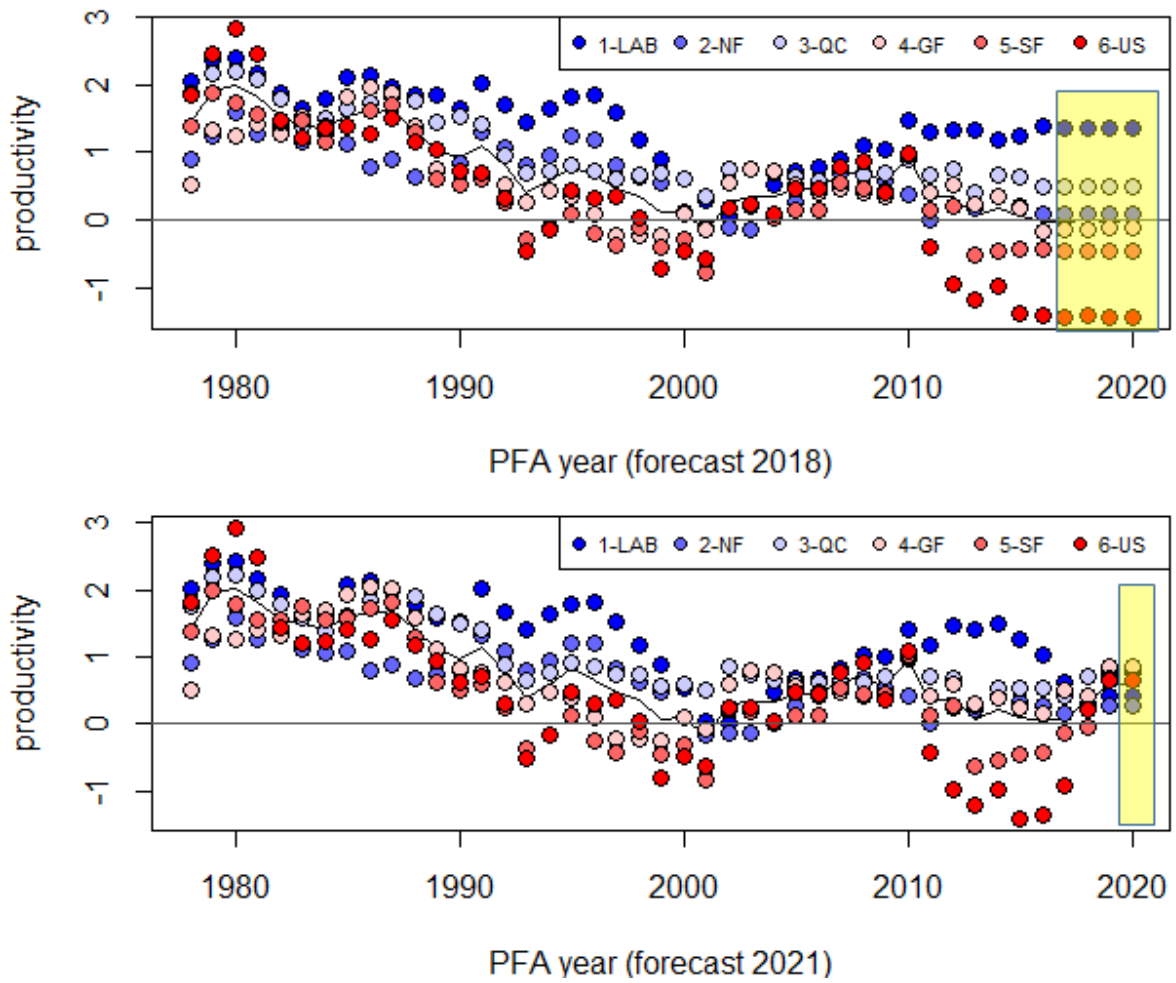 3
1-LAB 2-NF 3-QC 4-GF 5-SF 6-US
2
1
0
-1
productivity
1980 1990 2000 2010 2020
PFA year (forecast 2018)
3
1-LAB 2-NF 3-QC 4-GF 5-SF 6-US
2
1
0
-1
productivity
1980 1990 2000 2010 2020
PFA year (forecast 2021)